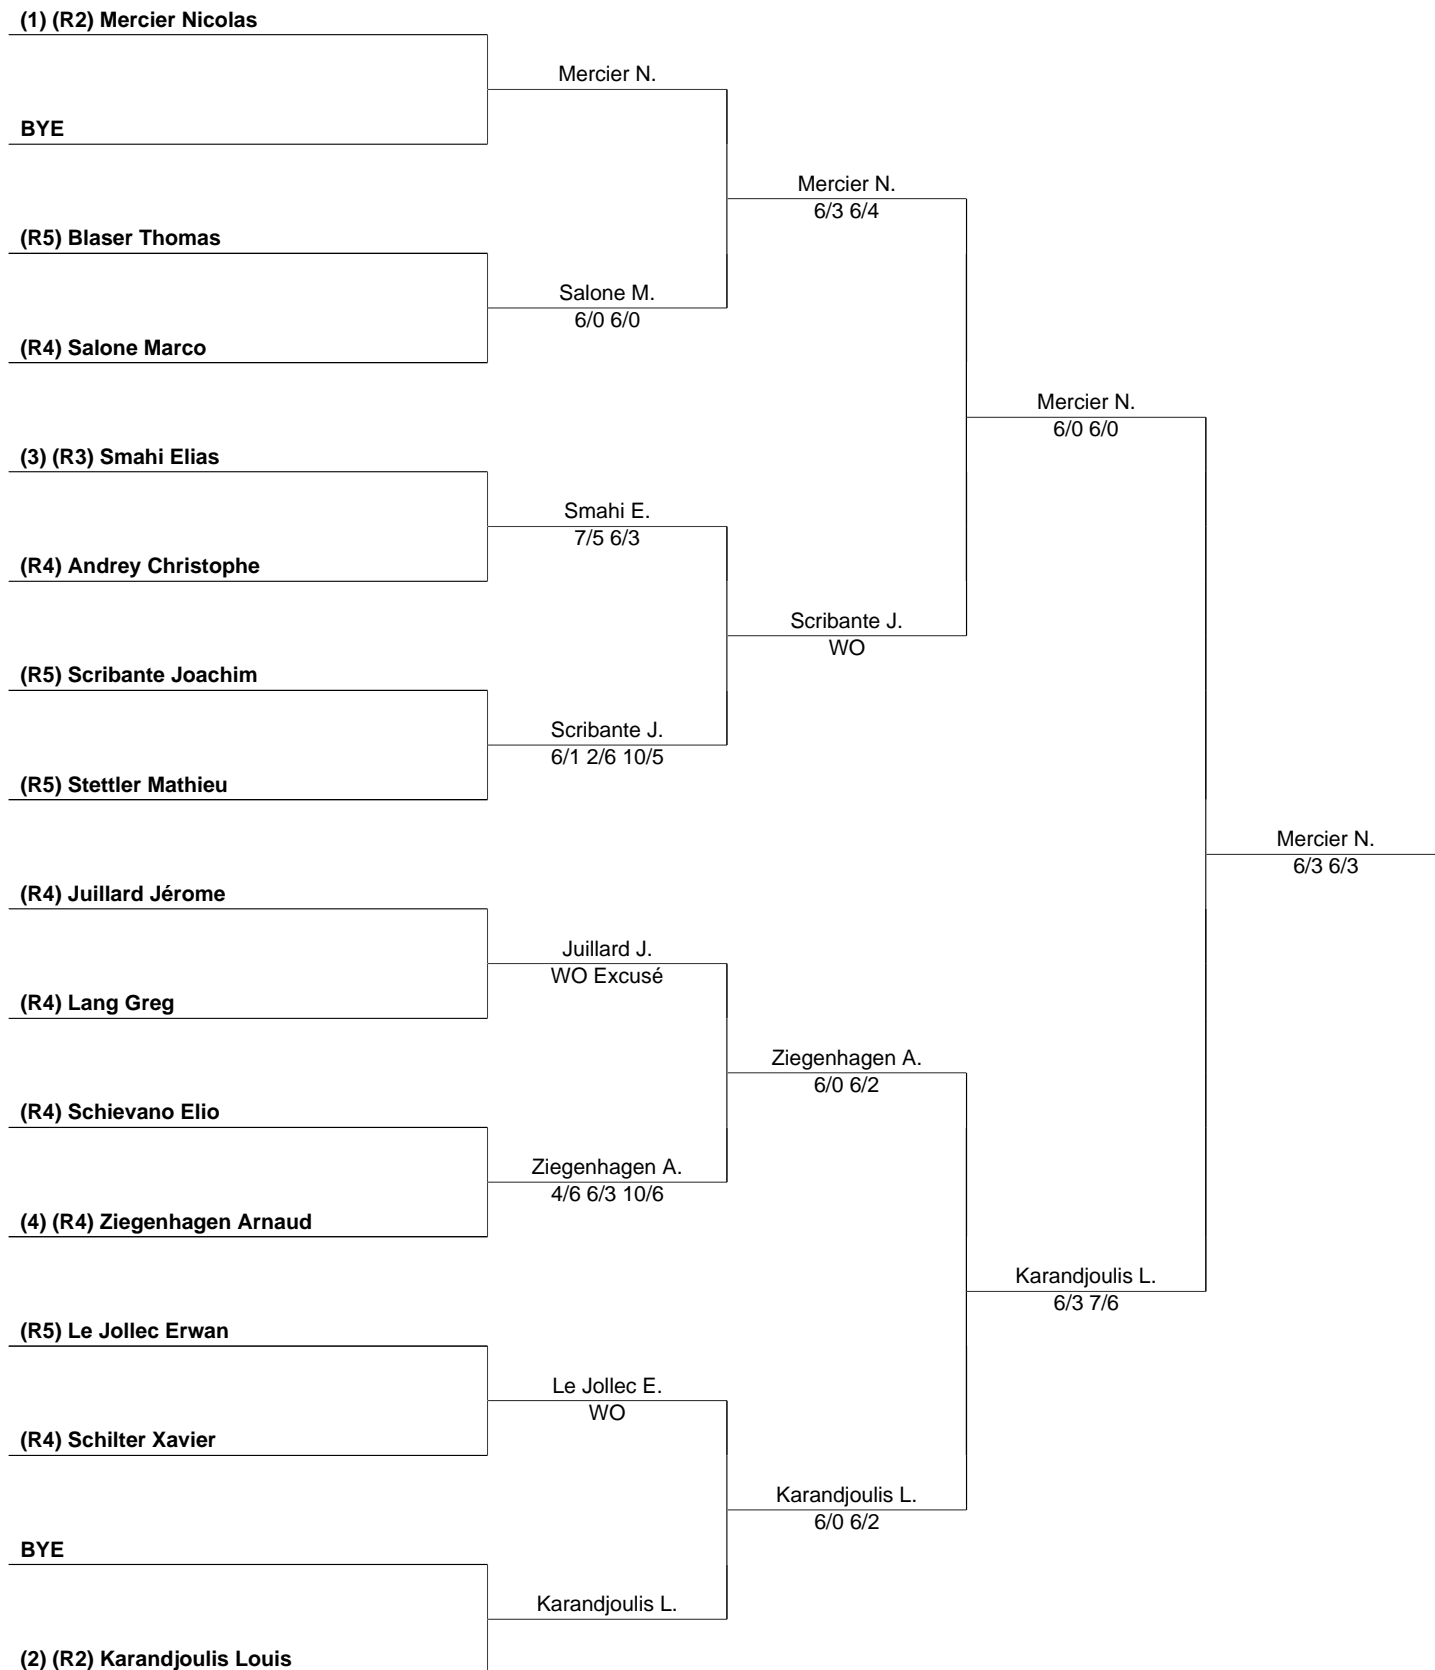 (1) (R2) Mercier Nicolas
Mercier N.
BYE
Mercier N.
6/3 6/4
(R5) Blaser Thomas
Salone M.
6/0 6/0
(R4) Salone Marco
Mercier N.
6/0 6/0
(3) (R3) Smahi Elias
Smahi E.
7/5 6/3
(R4) Andrey Christophe
Scribante J.
WO
(R5) Scribante Joachim
Scribante J.
6/1 2/6 10/5
(R5) Stettler Mathieu
Mercier N.
6/3 6/3
(R4) Juillard Jérome
Juillard J.
WO Excusé
(R4) Lang Greg
Ziegenhagen A.
6/0 6/2
(R4) Schievano Elio
Ziegenhagen A.
4/6 6/3 10/6
(4) (R4) Ziegenhagen Arnaud
Karandjoulis L.
6/3 7/6
(R5) Le Jollec Erwan
Le Jollec E.
WO
(R4) Schilter Xavier
Karandjoulis L.
6/0 6/2
BYE
Karandjoulis L.
(2) (R2) Karandjoulis Louis